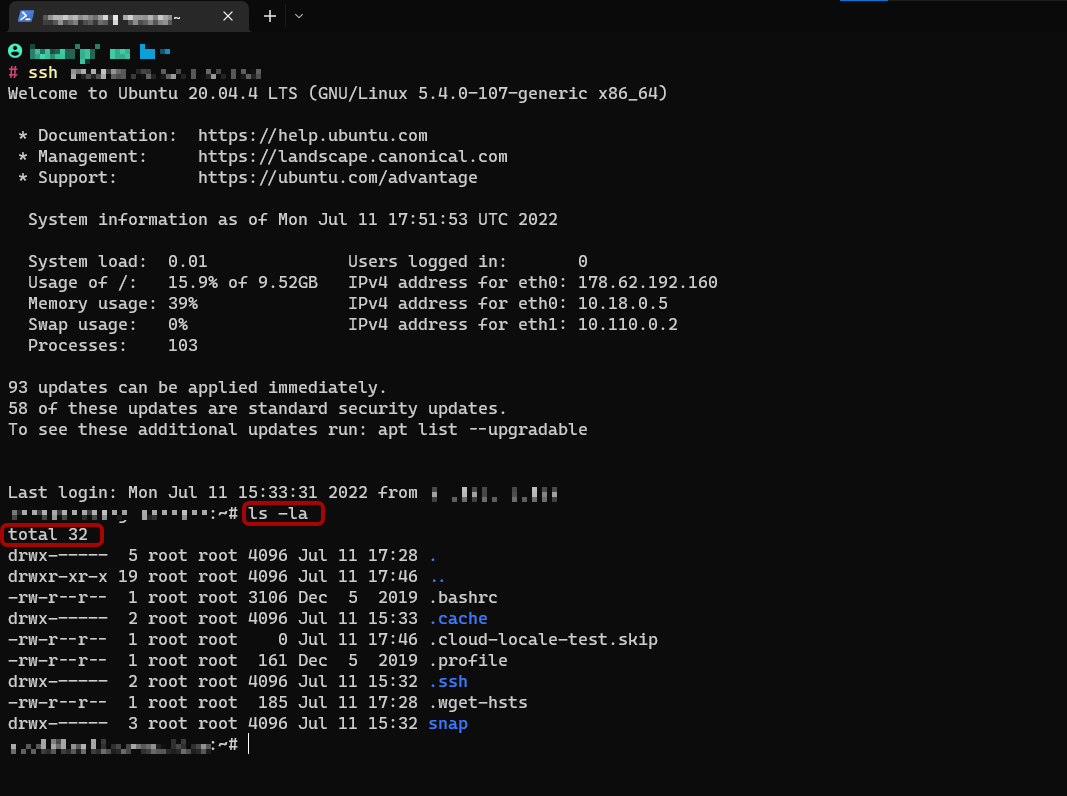 ~
# ssh
Welcome to Ubuntu 20.04.4 LTS (GNU/Linux 5.4.0-107-generic x86_64)
* Documentation: https://help.ubuntu.com
* Management: https://landscape.canonical.com
* Support: https://ubuntu.com/advantage
System information as of Mon Jul 11 17:51:53 UTC 2022
System load: 0.01 Users logged in: 0
Usage of /: 15.9% of 9.52GB IPv4 address for eth0: 178.62.192.160
Memory usage: 39% IPv4 address for eth0: 10.18.0.5
Swap usage: 0% IPv4 address for eth1: 10.110.0.2
Processes: 103
93 updates can be applied immediately.
58 of these updates are standard security updates.
To see these additional updates run: apt list --upgradable
Last login: Mon Jul 11 15:33:31 2022 from
:~# ls -la
total 32
drwx------ 5 root root 4096 Jul 11 17:28 .
drwxr-xr-x 19 root root 4096 Jul 11 17:46 ..
-rw-r--r-- 1 root root 3106 Dec 5 2019 .bashrc
drwx------ 2 root root 4096 Jul 11 15:33 .cache
-rw-r--r-- 1 root root 0 Jul 11 17:46 .cloud-locale-test.skip
-rw-r--r-- 1 root root 161 Dec 5 2019 .profile
drwx------ 2 root root 4096 Jul 11 15:32 .ssh
-rw-r--r-- 1 root root 185 Jul 11 17:28 .wget-hsts
drwx------ 3 root root 4096 Jul 11 15:32 snap
:~#